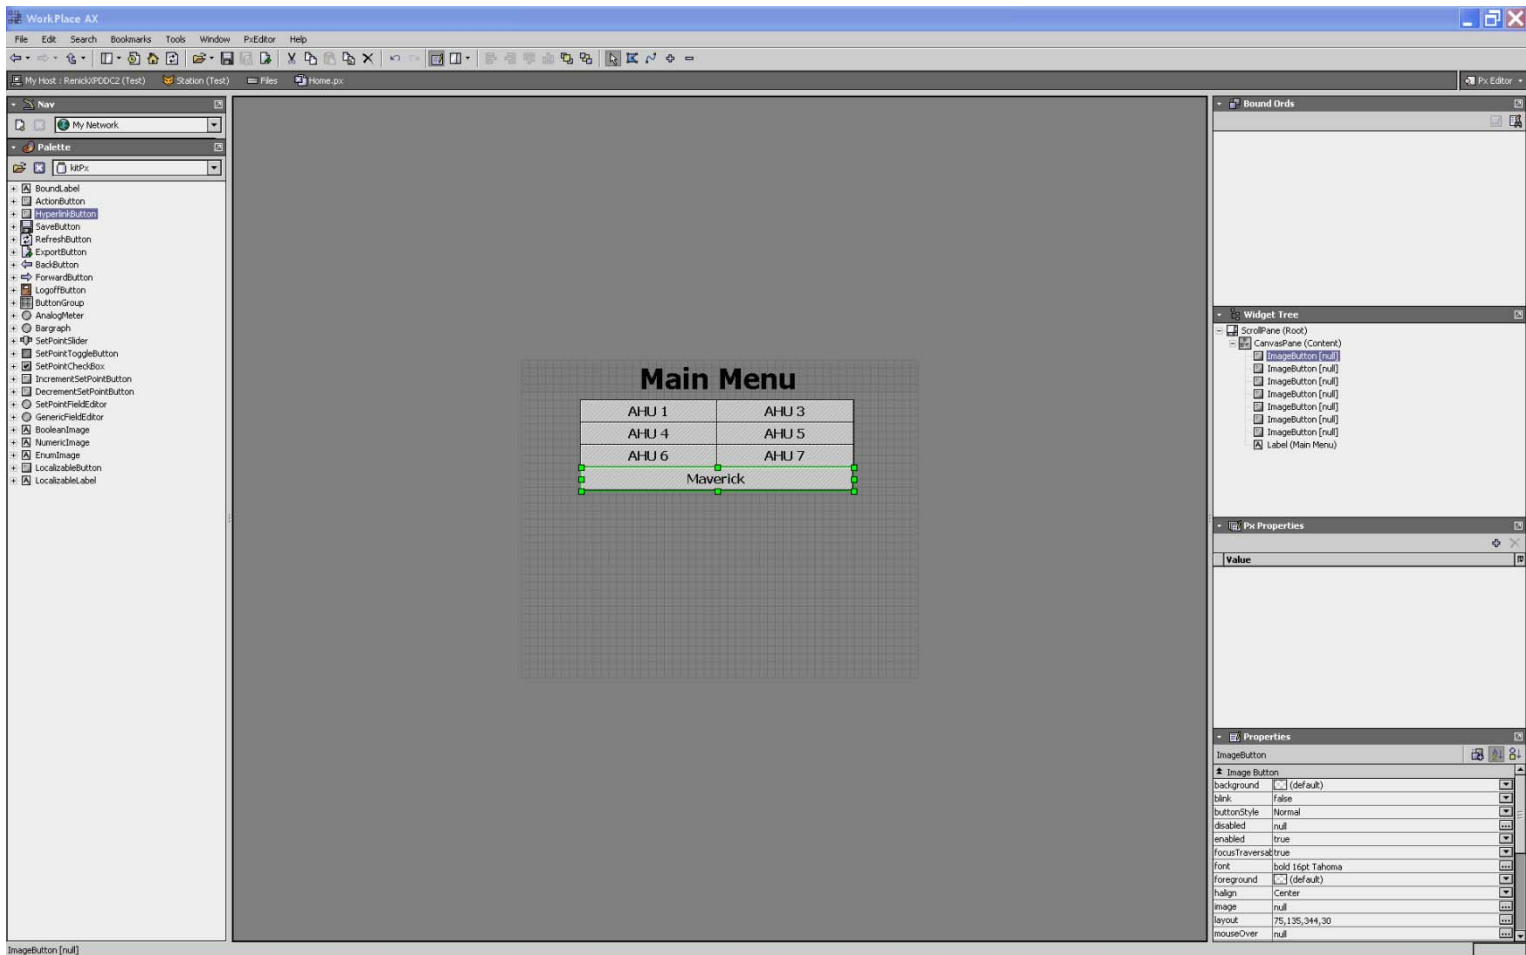 WorkPlace AX
File Edit Search Bookmarks Tools Window PxEditor Help
My Host : RenickXPDDC2 (Test) Station (Test) Files Home.px Px Editor
Nav
My Network
Palette
kitPx
BoundLabel
ActionButton
HyperlinkButton
SaveButton
RefreshButton
ExportButton
BackButton
ForwardButton
LogoffButton
ButtonGroup
AnalogMeter
Bargraph
SetPointSlider
SetPointToggleButton
SetPointCheckBox
IncrementSetPointButton
DecrementSetPointButton
SetPointFieldEditor
GenericFieldEditor
BooleanImage
NumericImage
EnumImage
LocalizableButton
LocalizableLabel
Main Menu
AHU 1 AHU 3
AHU 4 AHU 5
AHU 6 AHU 7
Maverick
Bound Ords
Widget Tree
ScrollPane (Root)
CanvasPane (Content)
ImageButton [null]
ImageButton [null]
ImageButton [null]
ImageButton [null]
ImageButton [null]
ImageButton [null]
ImageButton [null]
Label (Main Menu)
Px Properties
Value
Properties
ImageButton
Image Button
background (default)
blink false
buttonStyle Normal
disabled null
enabled true
focusTraversab true
font bold 16pt Tahoma
foreground (default)
halign Center
image null
layout 75,135,344,30
mouseOver null
ImageButton [null]